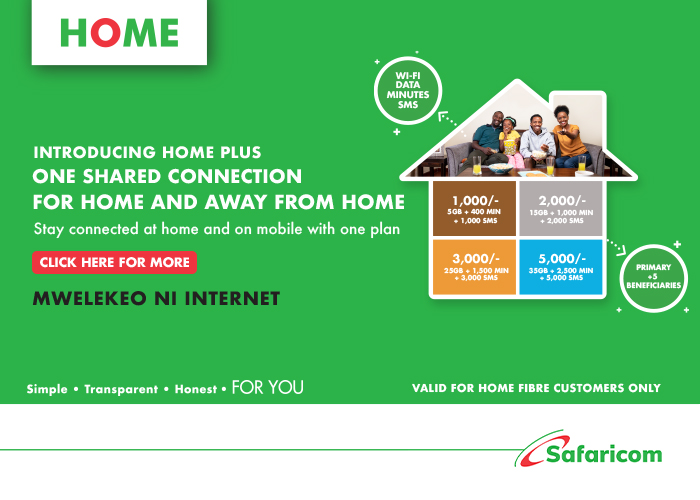 HOME
INTRODUCING HOME PLUS
ONE SHARED CONNECTION
FOR HOME AND AWAY FROM HOME
Stay connected at home and on mobile with one plan
CLICK HERE FOR MORE
MWELEKEO NI INTERNET
WI-FI
DATA
MINUTES
SMS
1,000/-
5GB + 400 MIN
+ 1,000 SMS
2,000/-
15GB + 1,000 MIN
+ 2,000 SMS
3,000/-
25GB + 1,500 MIN
+ 3,000 SMS
5,000/-
35GB + 2,500 MIN
+ 5,000 SMS
PRIMARY
+5
BENEFICIARIES
Simple • Transparent • Honest • FOR YOU
VALID FOR HOME FIBRE CUSTOMERS ONLY
Safaricom